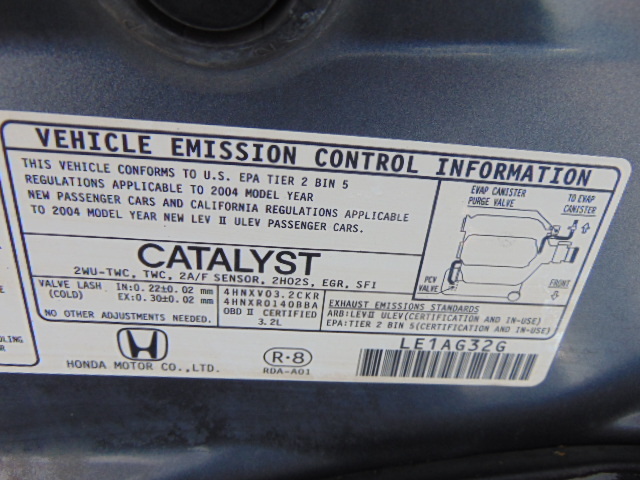 VEHICLE EMISSION CONTROL INFORMATION
THIS VEHICLE CONFORMS TO U.S. EPA TIER 2 BIN 5
REGULATIONS APPLICABLE TO 2004 MODEL YEAR
NEW PASSENGER CARS AND CALIFORNIA REGULATIONS APPLICABLE
TO 2004 MODEL YEAR NEW LEV II ULEV PASSENGER CARS.
CATALYST
2WU-TWC, TWC, 2A/F SENSOR, 2HO2S, EGR, SFI
VALVE LASH IN:0.22±0.02 mm
(COLD) EX:0.30±0.02 mm
NO OTHER ADJUSTMENTS NEEDED.
4HNXV03.2CKR
4HNXR0140BBA
OBD II CERTIFIED
3.2L
EVAP CANISTER
PURGE VALVE
TO EVAP
CANISTER
PCV
VALVE
FRONT
EXHAUST EMISSIONS STANDARDS
ARB:LEVII ULEV(CERTIFICATION AND IN-USE)
EPA:TIER 2 BIN 5(CERTIFICATION AND IN-USE)
HONDA MOTOR CO.,LTD.
R-8
RDA-A01
LE1AG32G